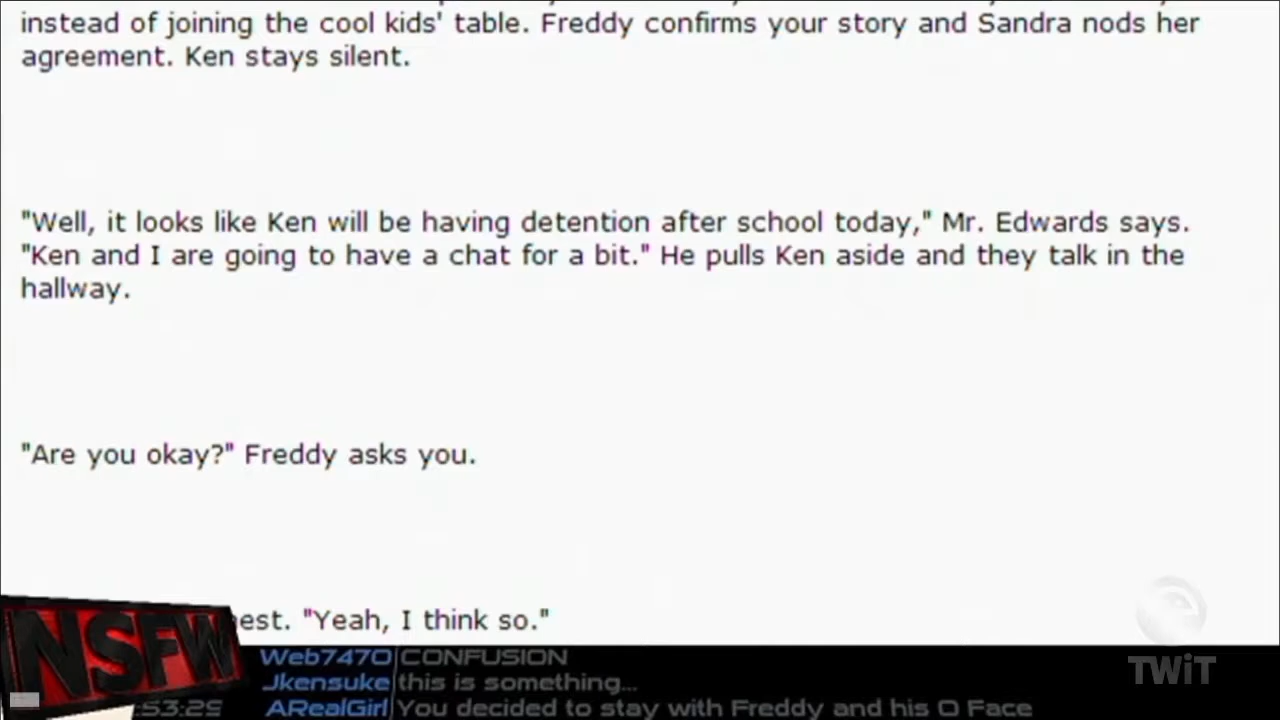 instead of joining the cool kids' table. Freddy confirms your story and Sandra nods her
agreement. Ken stays silent.
"Well, it looks like Ken will be having detention after school today," Mr. Edwards says.
"Ken and I are going to have a chat for a bit." He pulls Ken aside and they talk in the
hallway.
"Are you okay?" Freddy asks you.
"Yeah, I think so."
NSFW
Web7470 CONFUSION
Jkensuke this is something...
:53:29 ARealGirl You decided to stay with Freddy and his O Face
TWiT